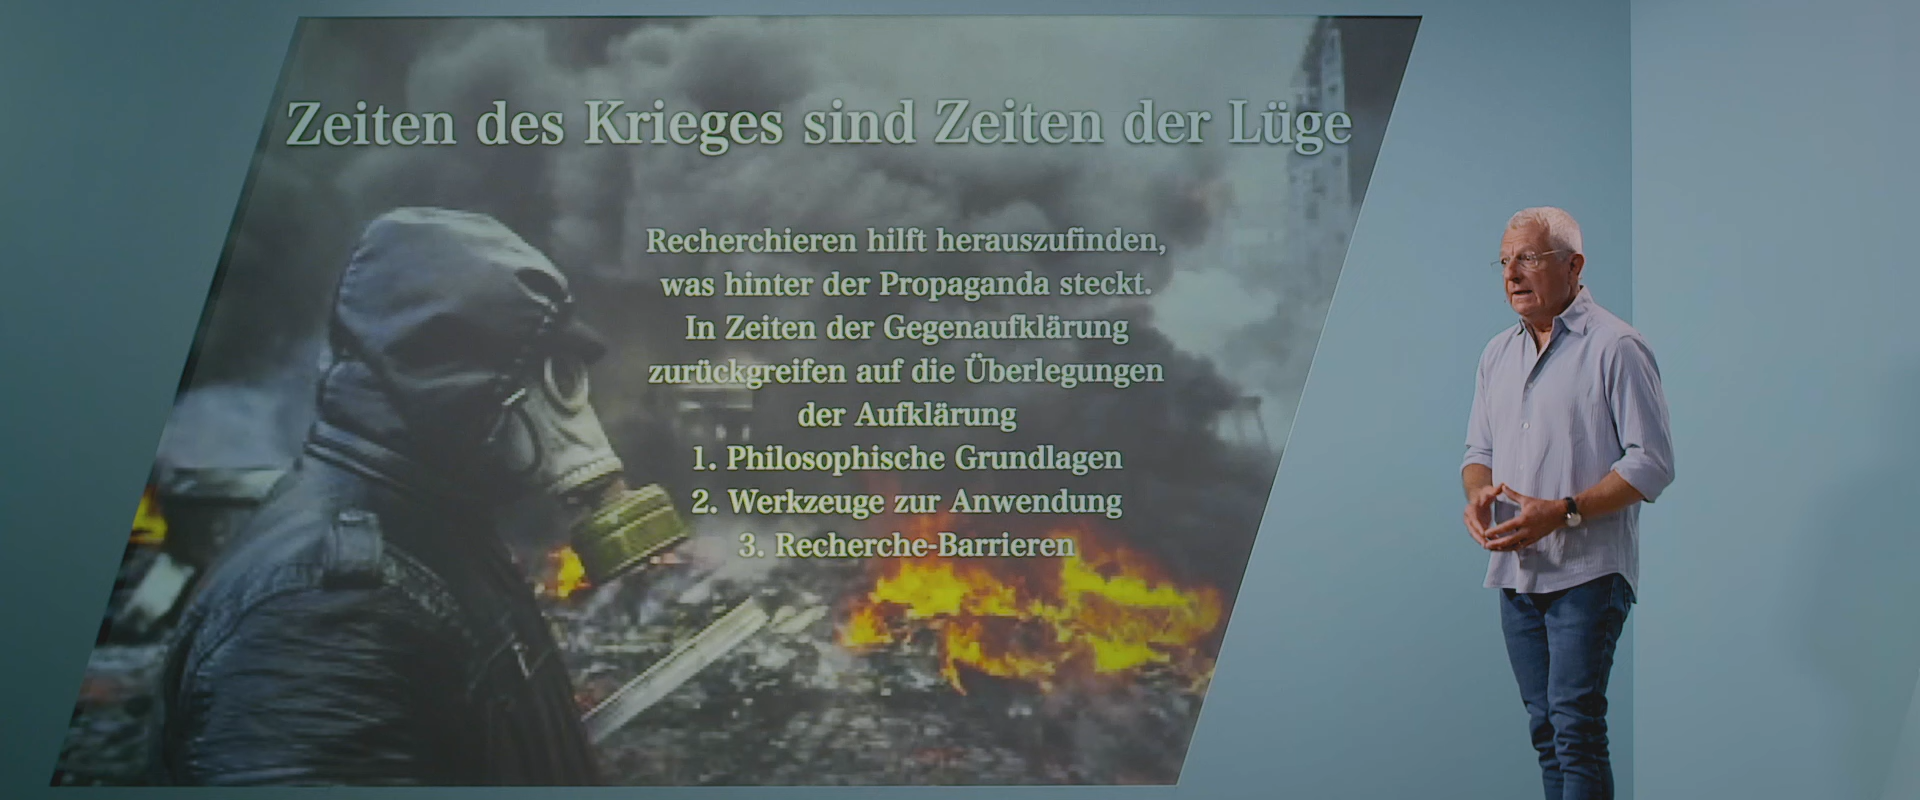 Zeiten des Krieges sind Zeiten der Lüge
Recherchieren hilft herauszufinden,
was hinter der Propaganda steckt.
In Zeiten der Gegenaufklärung
zurückgreifen auf die Überlegungen
der Aufklärung
1. Philosophische Grundlagen
2. Werkzeuge zur Anwendung
3. Recherche-Barrieren